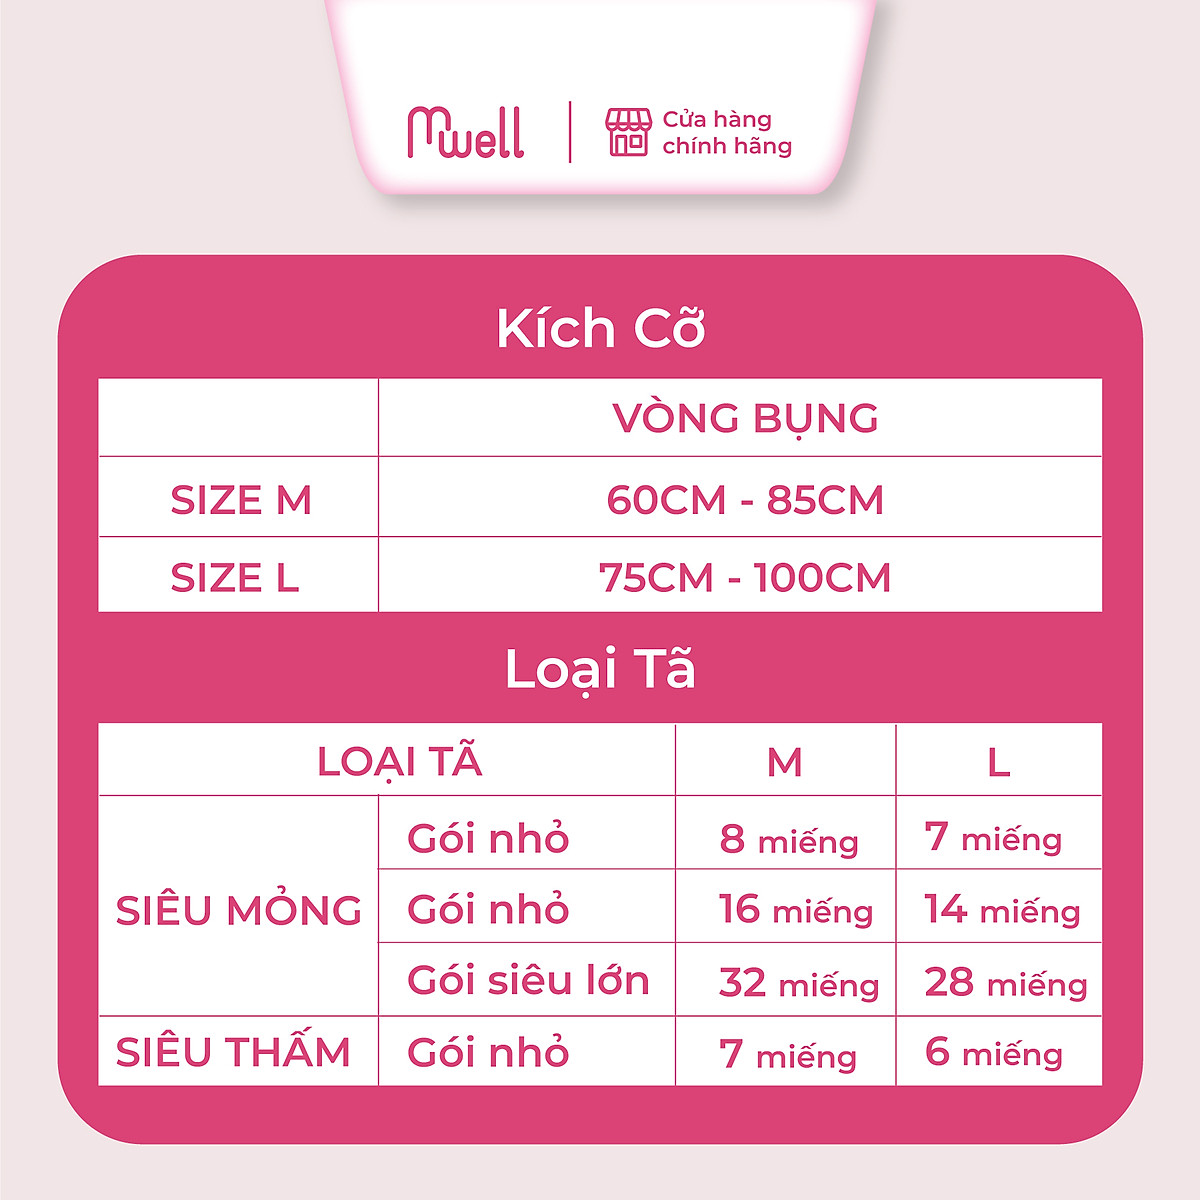 mwell
Cửa hàng
chính hãng
Kích Cỡ
VÒNG BỤNG
SIZE M 60CM - 85CM
SIZE L 75CM - 100CM
Loại Tã
LOẠI TÃ M L
SIÊU MỎNG
Gói nhỏ 8 miếng 7 miếng
Gói nhỏ 16 miếng 14 miếng
Gói siêu lớn 32 miếng 28 miếng
SIÊU THẤM Gói nhỏ 7 miếng 6 miếng